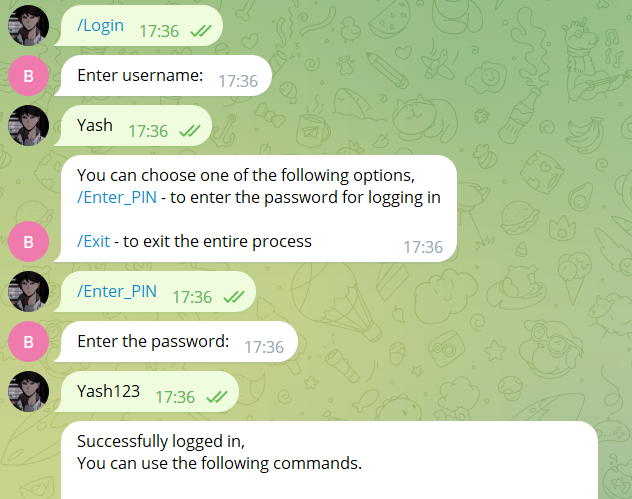 /Login 17:36
B Enter username: 17:36
Yash 17:36
You can choose one of the following options,
/Enter_PIN - to enter the password for logging in
B /Exit - to exit the entire process 17:36
/Enter_PIN 17:36
B Enter the password: 17:36
Yash123 17:36
Successfully logged in,
You can use the following commands.